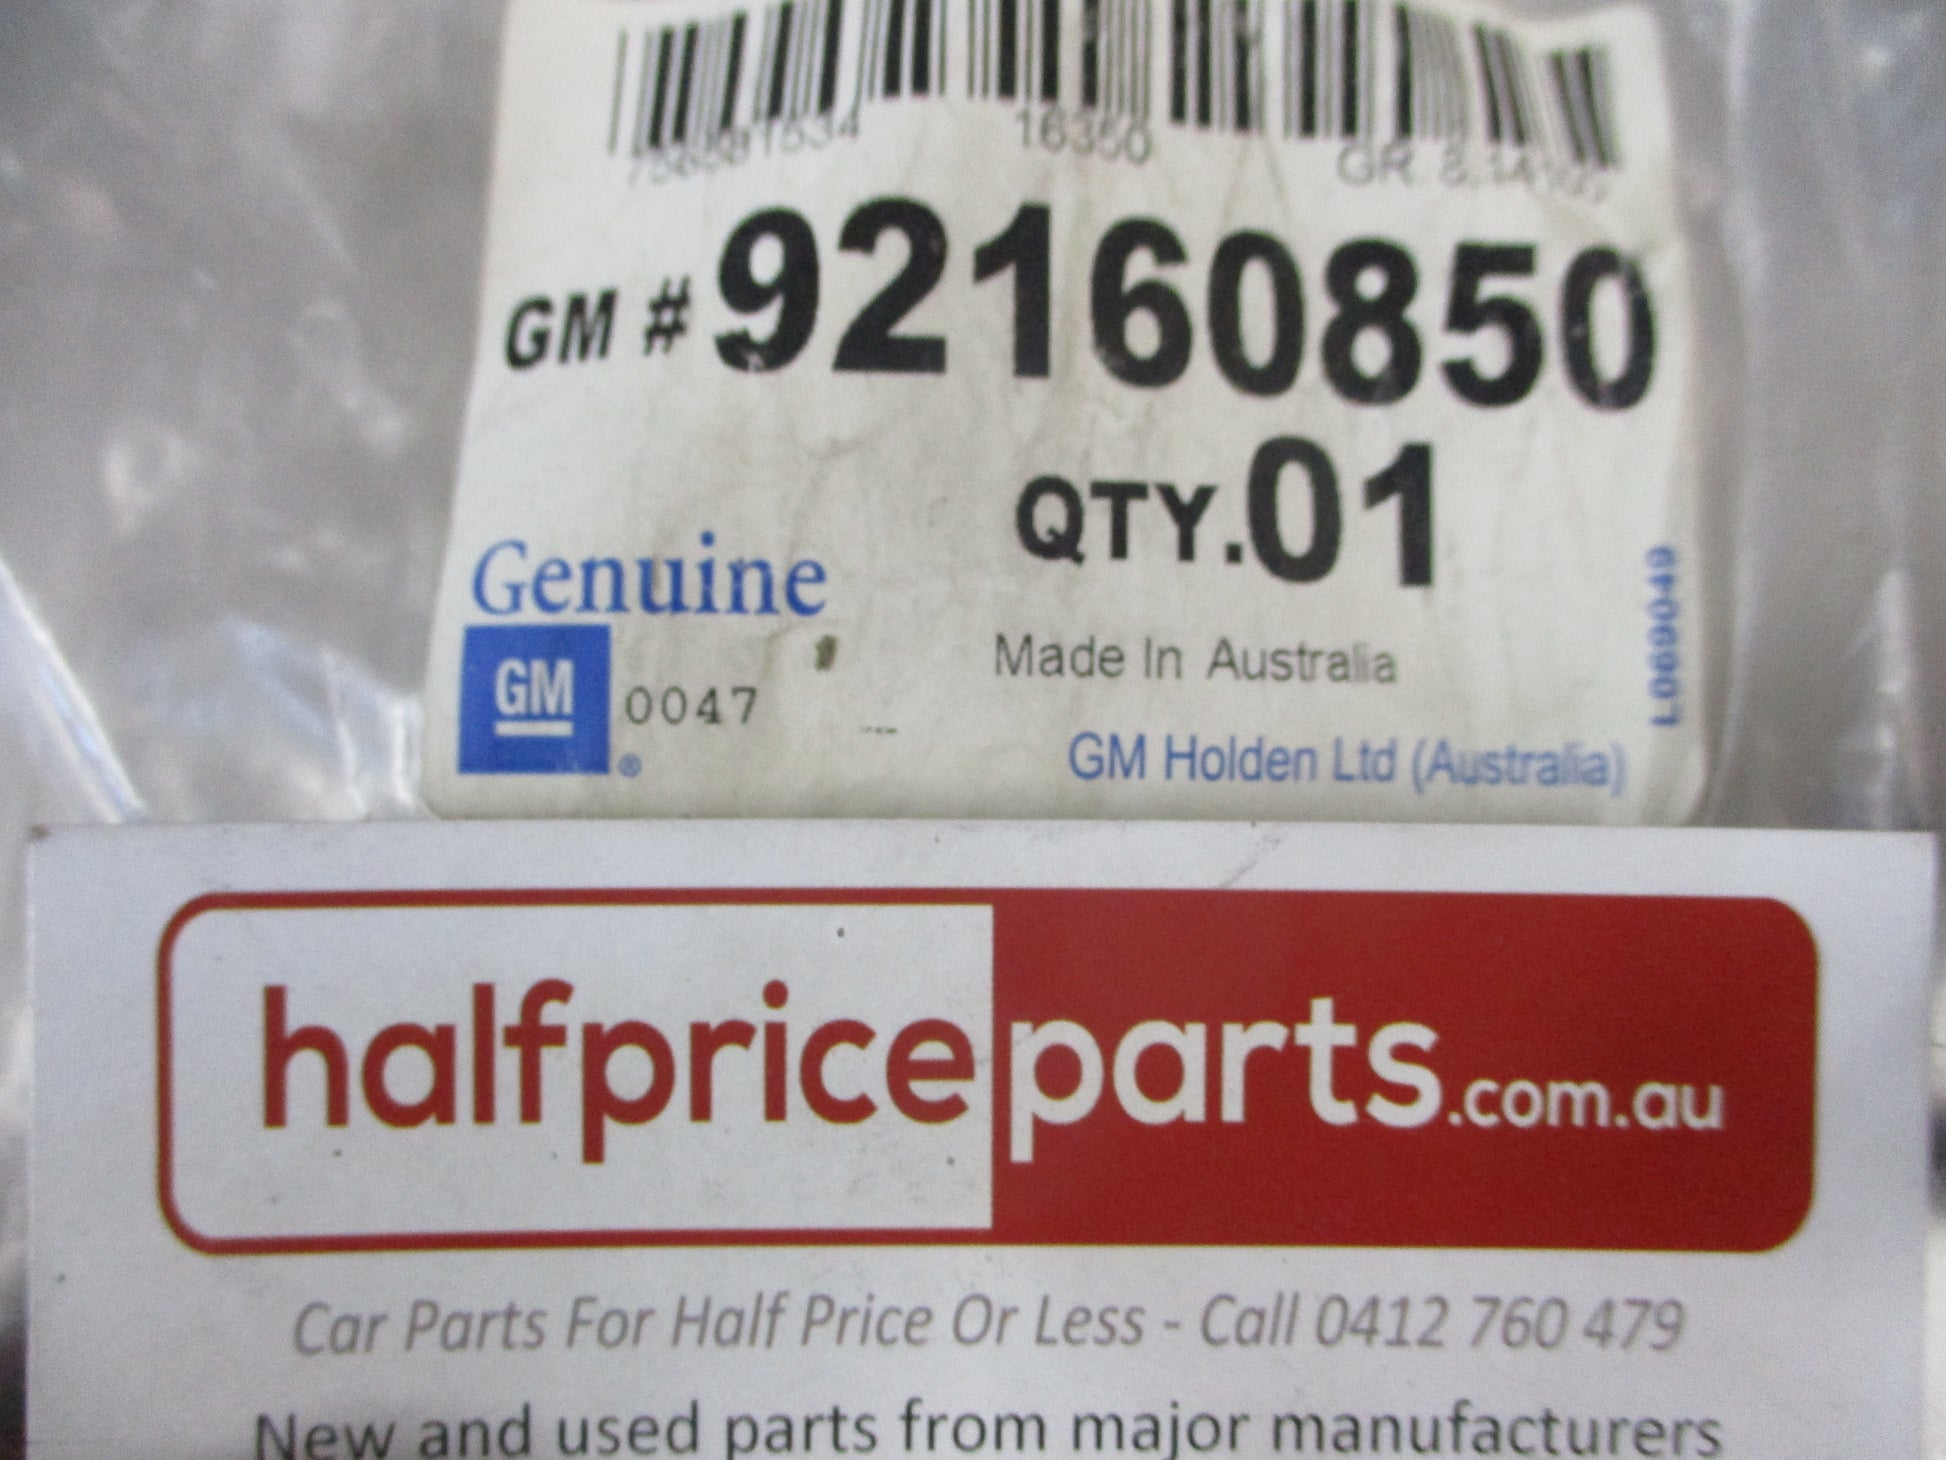 16350
GM # 92160850
QTY. 01
Genuine
GM
®
0047
Made In Australia
GM Holden Ltd (Australia)
L069049
halfpriceparts.com.au
Car Parts For Half Price Or Less - Call 0412 760 479
New and used parts from major manufacturers